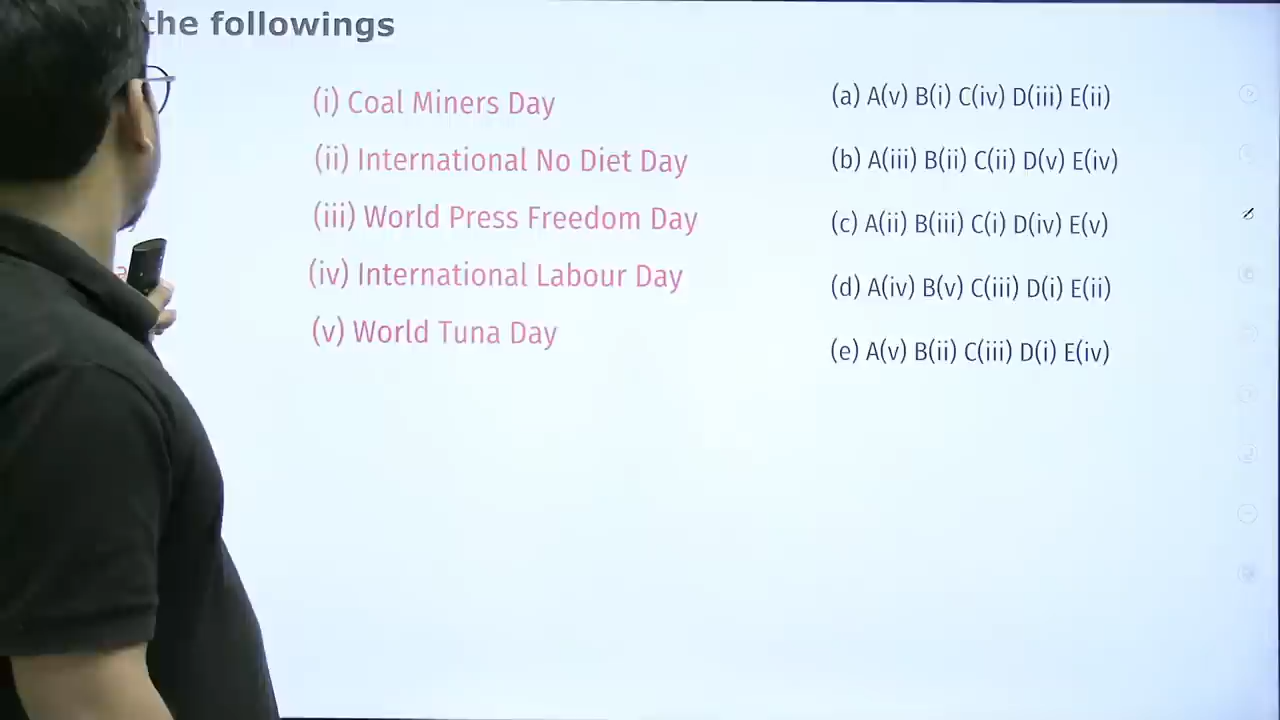 the followings
(i) Coal Miners Day
(ii) International No Diet Day
(iii) World Press Freedom Day
(iv) International Labour Day
(v) World Tuna Day
(a) A(v) B(i) C(iv) D(iii) E(ii)
(b) A(iii) B(ii) C(ii) D(v) E(iv)
(c) A(ii) B(iii) C(i) D(iv) E(v)
(d) A(iv) B(v) C(iii) D(i) E(ii)
(e) A(v) B(ii) C(iii) D(i) E(iv)